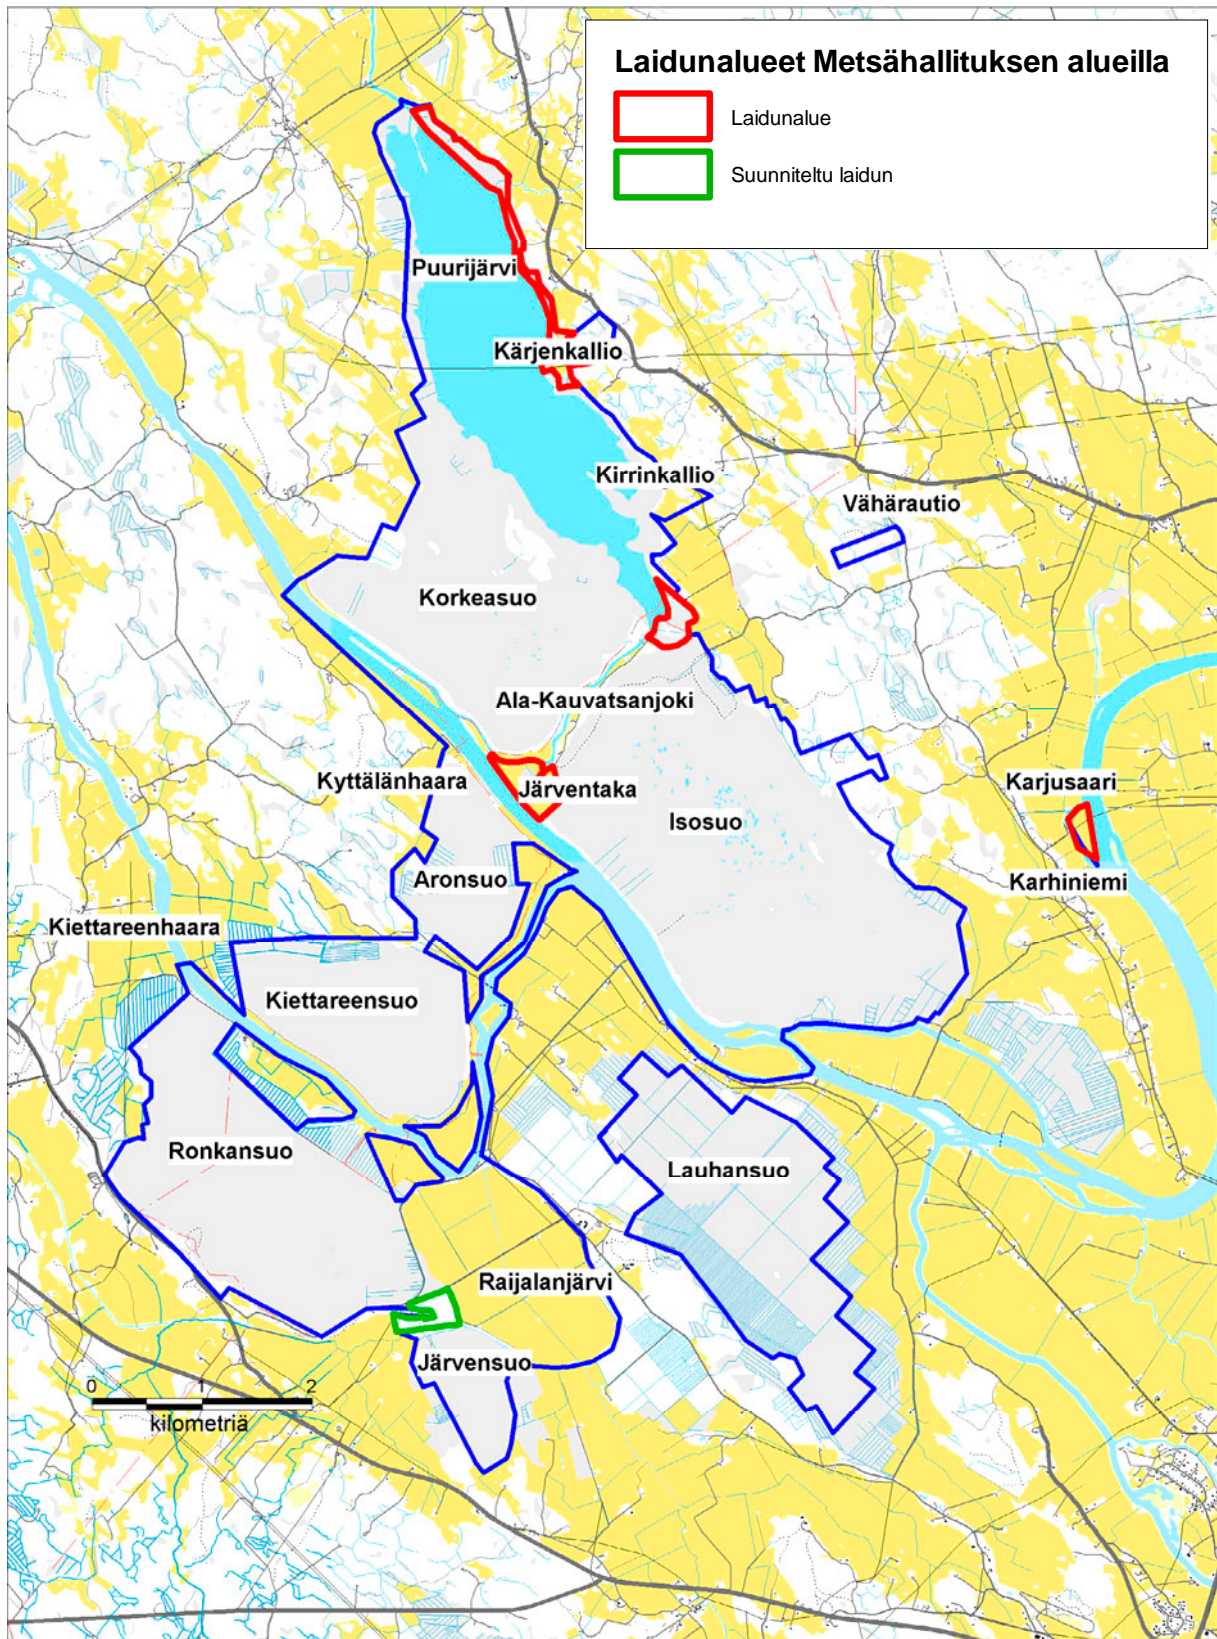 Laidunalueet Metsähallituksen alueilla
Laidunalue
Suunniteltu laidun
Puurijärvi
Kärjenkallio
Kirrinkallio
Vähärautio
Korkeasuo
Ala-Kauvatsanjoki
Kyttälänhaara
Järventaka
Karjusaari
Isosuo
Aronsuo
Karhiniemi
Kiettareenhaara
Kiettareensuo
Ronkansuo
Lauhansuo
Raijalanjärvi
Järvensuo
0 1 2
kilometriä